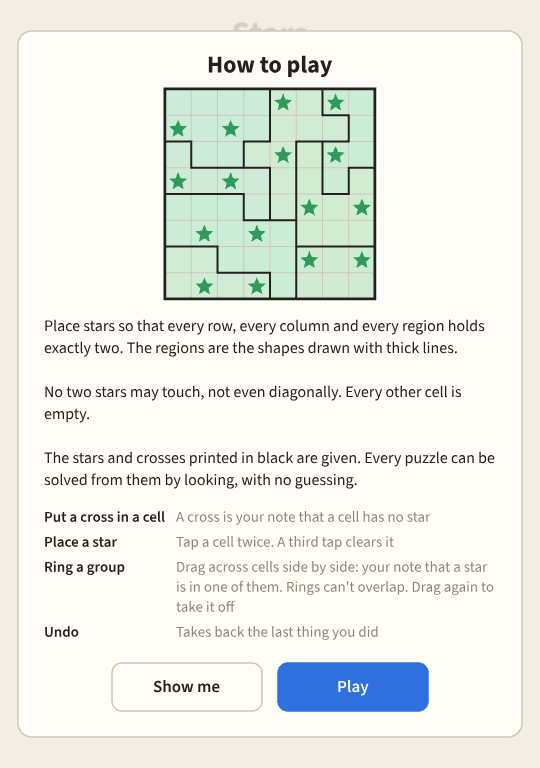 Stars
How to play
Place stars so that every row, every column and every region holds
exactly two. The regions are the shapes drawn with thick lines.
No two stars may touch, not even diagonally. Every other cell is
empty.
The stars and crosses printed in black are given. Every puzzle can be
solved from them by looking, with no guessing.
Put a cross in a cell A cross is your note that a cell has no star
Place a star Tap a cell twice. A third tap clears it
Ring a group Drag across cells side by side: your note that a star
is in one of them. Rings can't overlap. Drag again to
take it off
Undo Takes back the last thing you did
Show me Play